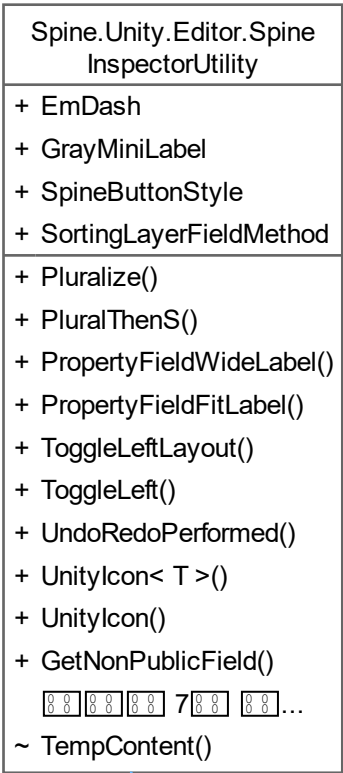 Spine.Unity.Editor.Spine
InspectorUtility
+ EmDash
+ GrayMiniLabel
+ SpineButtonStyle
+ SortingLayerFieldMethod
+ Pluralize()
+ PluralThenS()
+ PropertyFieldWideLabel()
+ PropertyFieldFitLabel()
+ ToggleLeftLayout()
+ ToggleLeft()
+ UndoRedoPerformed()
+ UnityIcon< T >()
+ UnityIcon()
+ GetNonPublicField()
7 ...
~ TempContent()